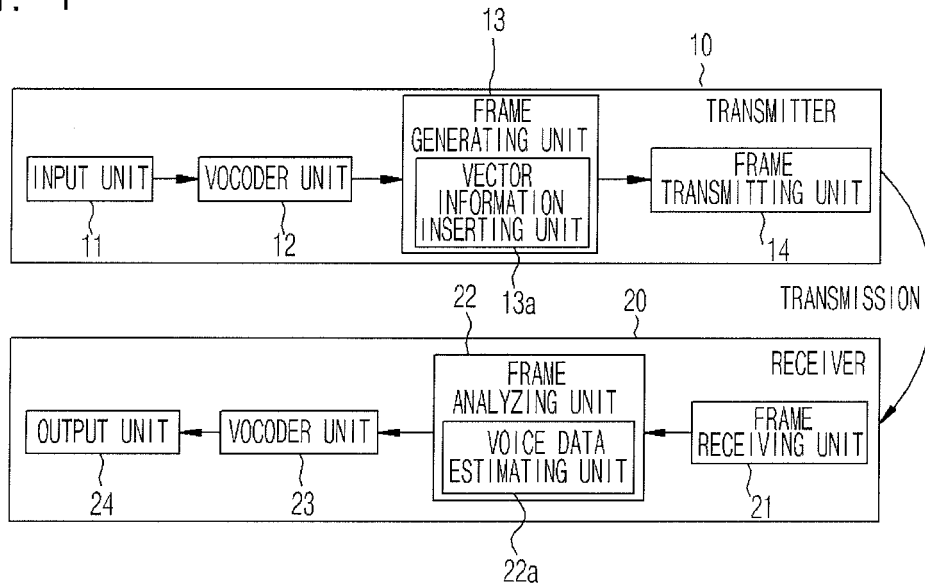 1
13
10
FRAME
GENERATING UNIT
TRANSMITTER
INPUT UNIT
VOCODER UNIT
VECTOR
INFORMATION
INSERTING UNIT
FRAME
TRANSMITTING UNIT
11
12
13a
14
TRANSMISSION
22
20
FRAME
ANALYZING UNIT
RECEIVER
OUTPUT UNIT
VOCODER UNIT
VOICE DATA
ESTIMATING UNIT
FRAME
RECEIVING UNIT
24
23
22a
21